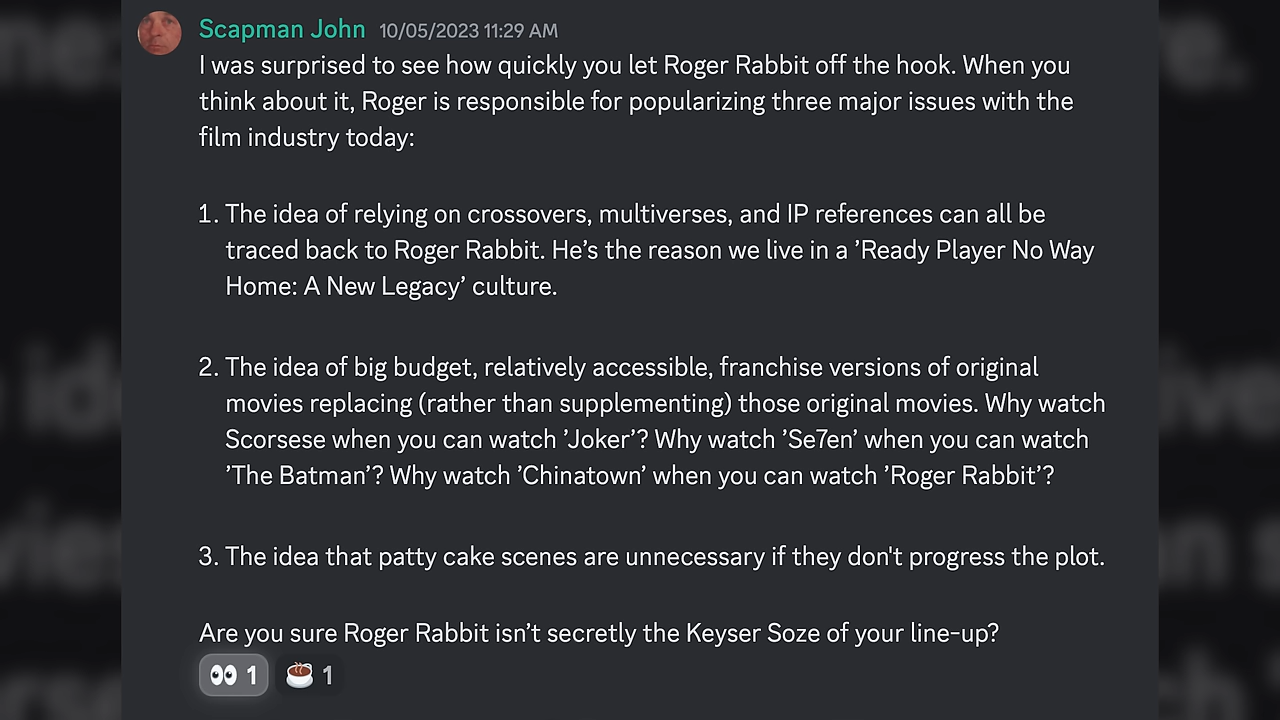 Scapman John 10/05/2023 11:29 AM
I was surprised to see how quickly you let Roger Rabbit off the hook. When you
think about it, Roger is responsible for popularizing three major issues with the
film industry today:
1. The idea of relying on crossovers, multiverses, and IP references can all be
traced back to Roger Rabbit. He’s the reason we live in a ’Ready Player No Way
Home: A New Legacy’ culture.
2. The idea of big budget, relatively accessible, franchise versions of original
movies replacing (rather than supplementing) those original movies. Why watch
Scorsese when you can watch ’Joker’? Why watch ’Se7en’ when you can watch
’The Batman’? Why watch ’Chinatown’ when you can watch ’Roger Rabbit’?
3. The idea that patty cake scenes are unnecessary if they don't progress the plot.
Are you sure Roger Rabbit isn’t secretly the Keyser Soze of your line-up?
👀 1 ☕ 1